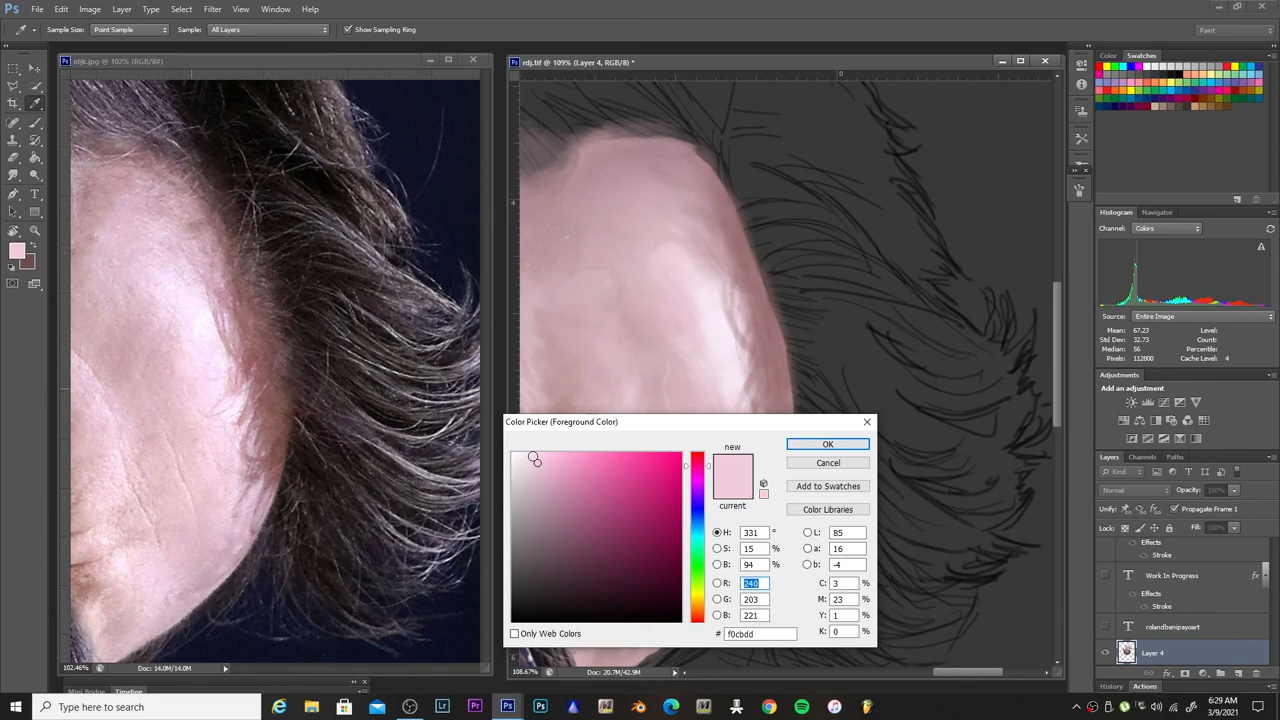 Ps File Edit Image Layer Type Select Filter View Window Help
Sample Size: Point Sample Sample: All Layers Show Sampling Ring Paint
idjk.jpg @ 102% (RGB/8#)
rdj.tif @ 109% (Layer 4, RGB/8) *
0
4
6
Color Swatches
Histogram Navigator
Channel: Colors
Source: Entire Image
Mean: 67.23 Level:
Std Dev: 32.73 Count:
Median: 56 Percentile:
Pixels: 112800 Cache Level: 4
Adjustments
Add an adjustment
Layers Channels Paths
Kind
Normal Opacity: 100%
Unify: Propagate Frame 1
Lock: Fill: 100%
Effects
Stroke
T Work In Progress fx
Effects
Stroke
T rolandbenipayoart
Layer 4
History Actions
Color Picker (Foreground Color)
new
current
OK
Cancel
Add to Swatches
Color Libraries
H: 331 ° L: 85
S: 15 % a: 16
B: 94 % b: -4
R: 240 C: 3 %
G: 203 M: 23 %
B: 221 Y: 1 %
# f0cbdd K: 0 %
Only Web Colors
102.46% Doc: 14.0M/14.0M
108.67% Doc: 20.7M/42.9M
Mini Bridge Timeline
Type here to search
6:29 AM
3/9/2021